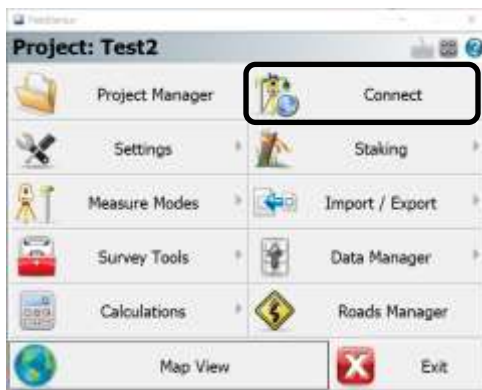 Project: Test2
Project Manager
Connect
Settings
Staking
Measure Modes
Import / Export
Survey Tools
Data Manager
Calculations
Roads Manager
Map View
Exit